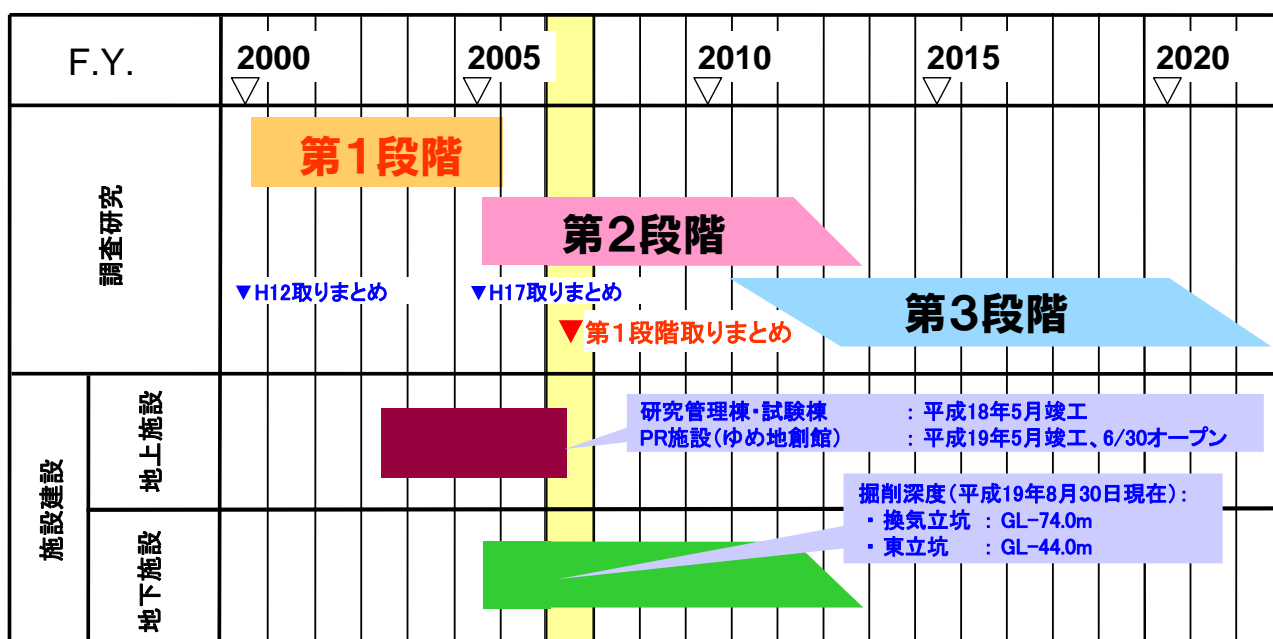 F.Y.
2000
2005
2010
2015
2020
調査研究
第1段階
第2段階
▼H12取りまとめ
▼H17取りまとめ
第3段階
▼第1段階取りまとめ
施設建設
地上施設
研究管理棟・試験棟 : 平成18年5月竣工
PR施設(ゆめ地創館) : 平成19年5月竣工、6/30オープン
地下施設
掘削深度(平成19年8月30日現在):
・換気立坑 : GL-74.0m
・東立坑 : GL-44.0m